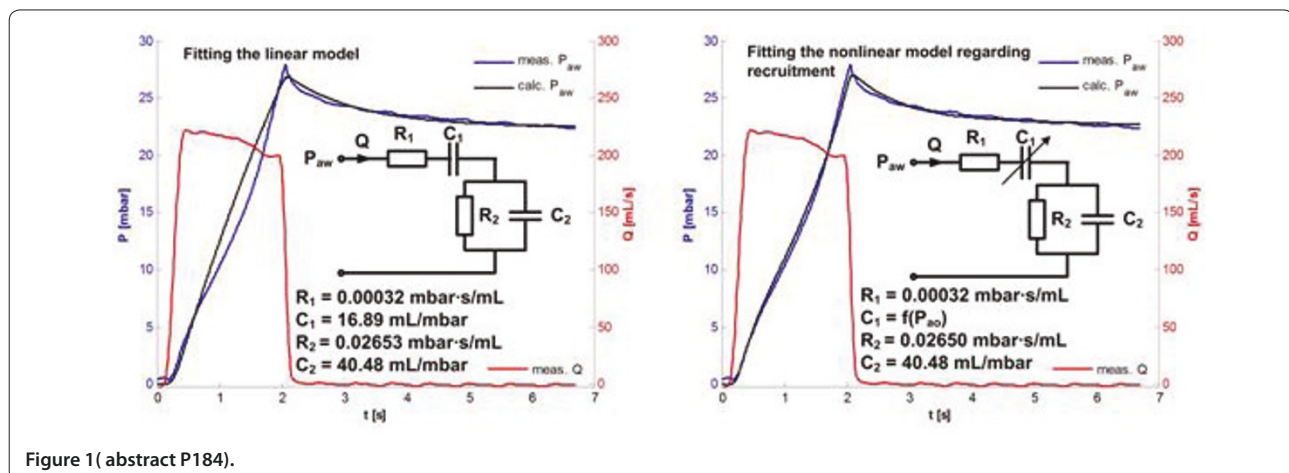 Fitting the linear model
meas. Paw
calc. Paw
30
25
20
15
10
5
0
P [mbar]
300
250
200
150
100
50
0
Q [mL/s]
Paw
Q
R1
C1
R2
C2
R1 = 0.00032 mbar·s/mL
C1 = 16.89 mL/mbar
R2 = 0.02653 mbar·s/mL
C2 = 40.48 mL/mbar
meas. Q
0 1 2 3 4 5 6 7
t [s]
Fitting the nonlinear model regarding
recruitment
meas. Paw
calc. Paw
30
25
20
15
10
5
0
P [mbar]
300
250
200
150
100
50
0
Q [mL/s]
Paw
Q
R1
C1
R2
C2
R1 = 0.00032 mbar·s/mL
C1 = f(Pao)
R2 = 0.02650 mbar·s/mL
C2 = 40.48 mL/mbar
meas. Q
0 1 2 3 4 5 6 7
t [s]
Figure 1( abstract P184).